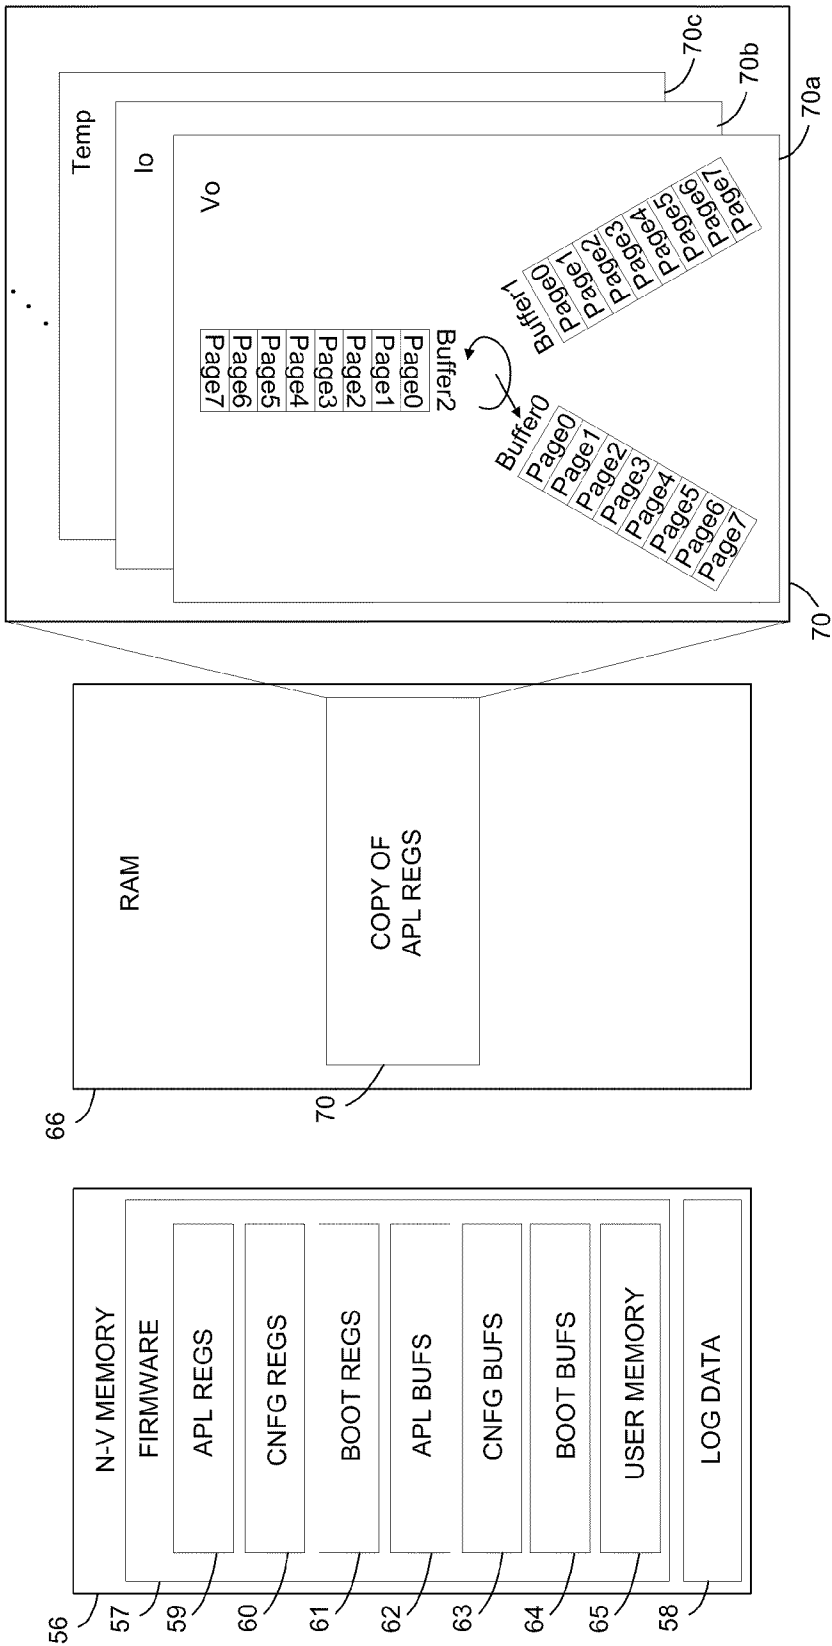 N-V MEMORY
FIRMWARE
APL REGS
CNFG REGS
BOOT REGS
APL BUFS
CNFG BUFS
BOOT BUFS
USER MEMORY
LOG DATA
56
57
59
60
61
62
63
64
65
58
RAM
COPY OF
APL REGS
66
70
Temp
Io
Vo
Buffer2
Page0
Page1
Page2
Page3
Page4
Page5
Page6
Page7
Buffer0
Page0
Page1
Page2
Page3
Page4
Page5
Page6
Page7
Buffer1
Page0
Page1
Page2
Page3
Page4
Page5
Page6
Page7
70c
70b
70a
70